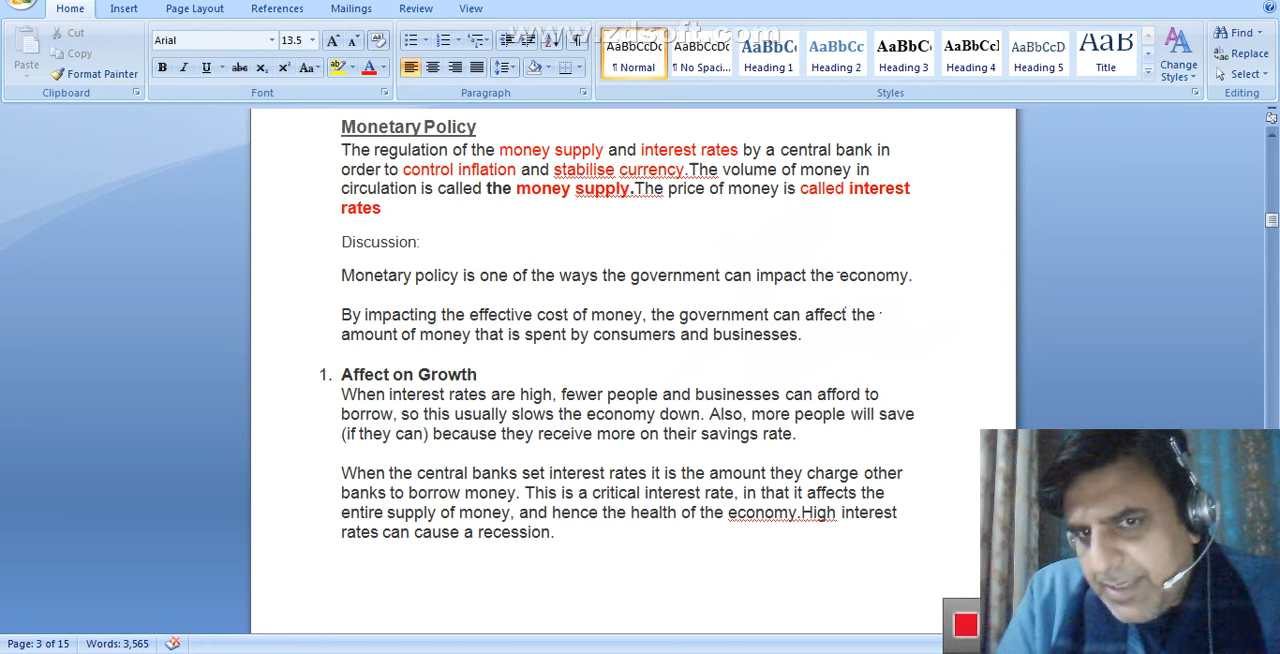 Home Insert Page Layout References Mailings Review View
www.rzdsoft.com
Cut
Copy
Format Painter
Paste
Clipboard
Arial 13.5
B I U abc X₂ X² Aa
Font
Paragraph
AaBbCcDc AaBbCcDc AaBbCc AaBbCc AaBbCc AaBbCcI AaBbCcD AaB
¶ Normal ¶ No Spaci... Heading 1 Heading 2 Heading 3 Heading 4 Heading 5 Title
Change
Styles
Styles
Find
Replace
Select
Editing
Monetary Policy
The regulation of the money supply and interest rates by a central bank in
order to control inflation and stabilise currency.The volume of money in
circulation is called the money supply.The price of money is called interest
rates
Discussion:
Monetary policy is one of the ways the government can impact the economy.
By impacting the effective cost of money, the government can affect the
amount of money that is spent by consumers and businesses.
1. Affect on Growth
When interest rates are high, fewer people and businesses can afford to
borrow, so this usually slows the economy down. Also, more people will save
(if they can) because they receive more on their savings rate.
When the central banks set interest rates it is the amount they charge other
banks to borrow money. This is a critical interest rate, in that it affects the
entire supply of money, and hence the health of the economy.High interest
rates can cause a recession.
Page: 3 of 15 Words: 3,565